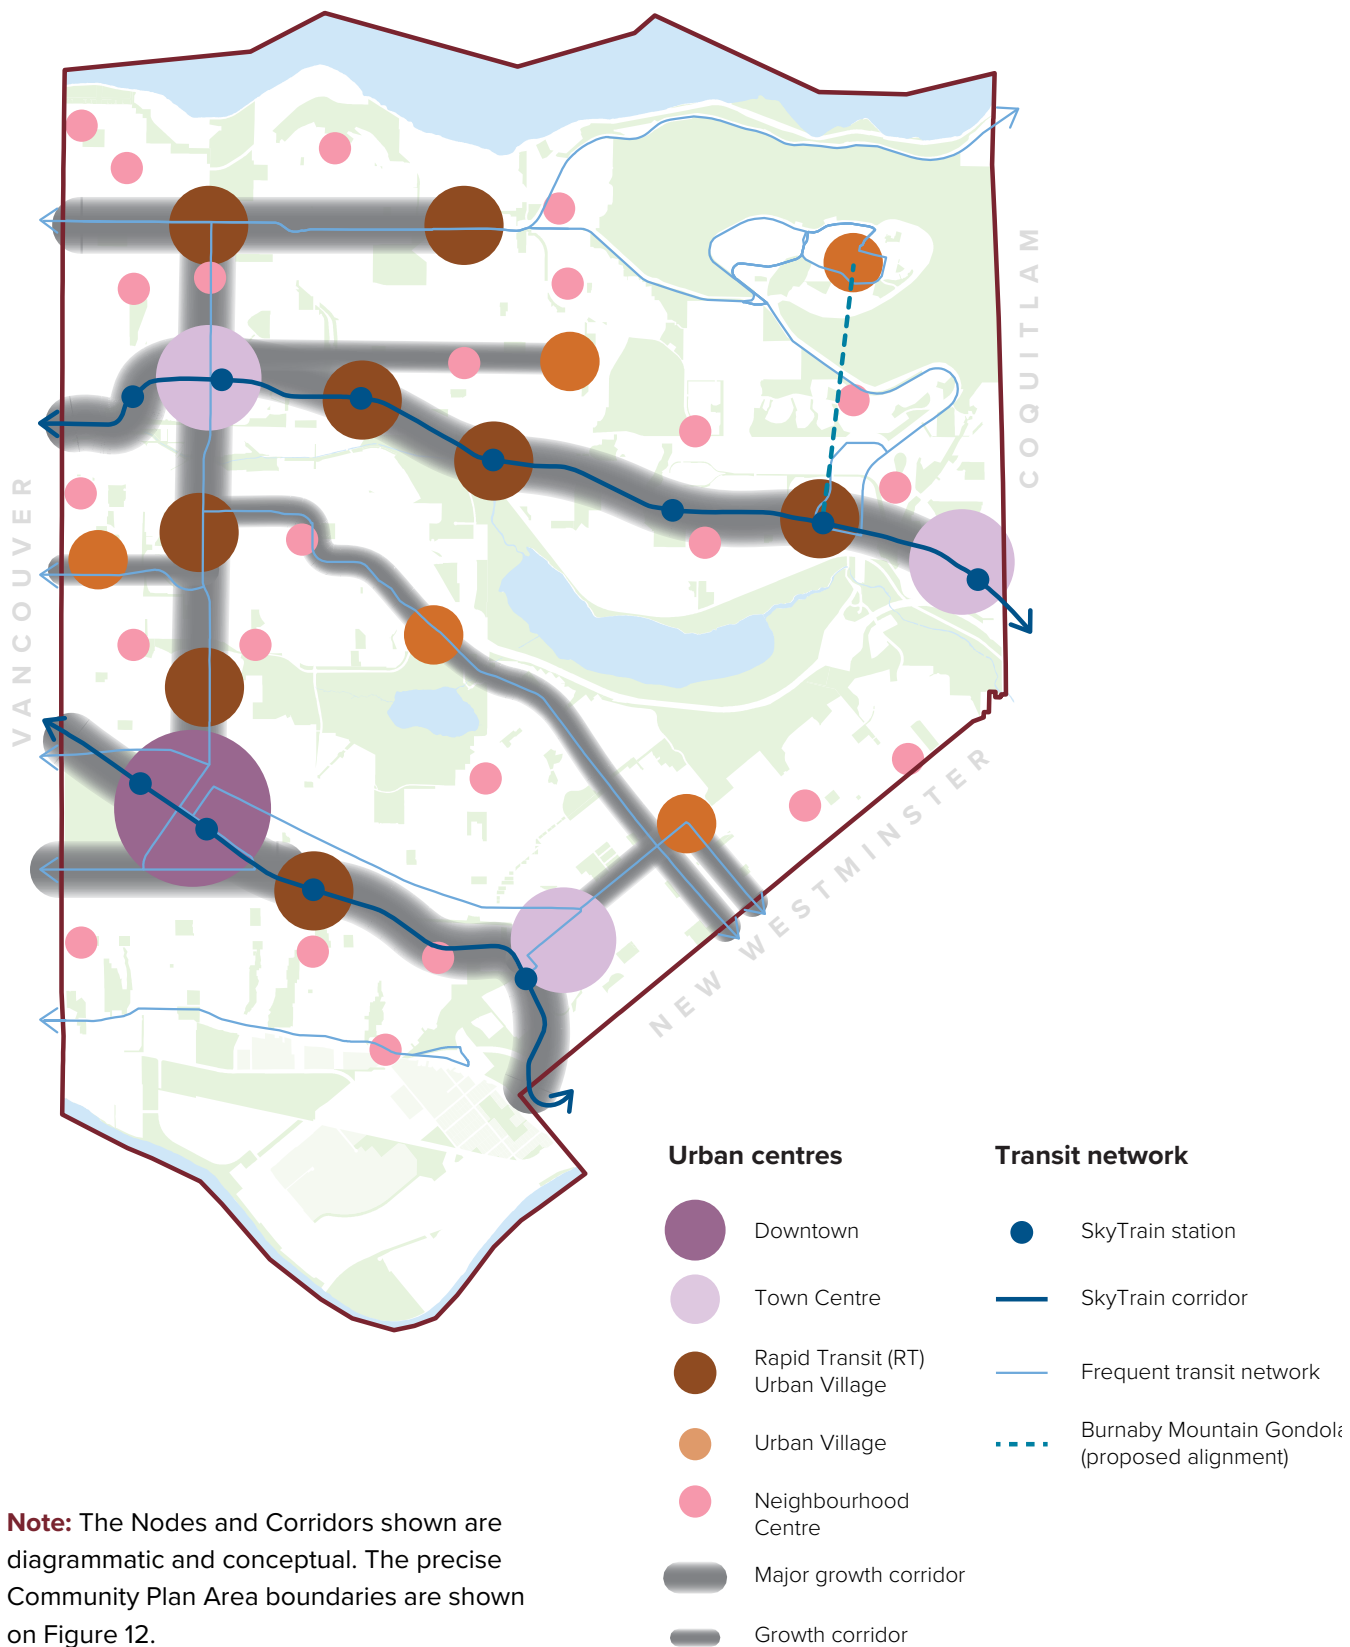 COQUITLAM
VANCOUVER
NEW WESTMINSTER
Urban centres
Downtown
Town Centre
Rapid Transit (RT)
Urban Village
Urban Village
Neighbourhood
Centre
Major growth corridor
Growth corridor
Transit network
SkyTrain station
SkyTrain corridor
Frequent transit network
Burnaby Mountain Gondola
(proposed alignment)
Note: The Nodes and Corridors shown are
diagrammatic and conceptual. The precise
Community Plan Area boundaries are shown
on Figure 12.